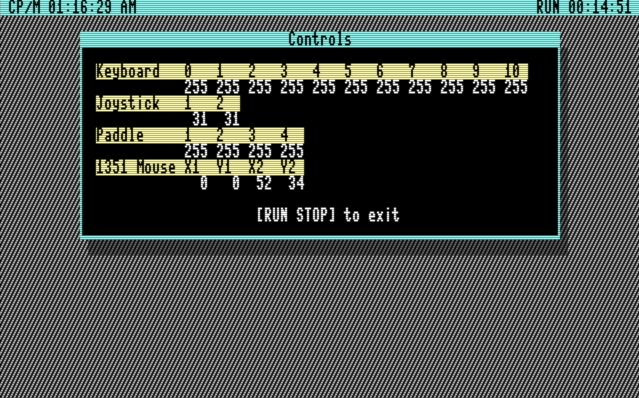 CP/M 01:16:29 AM RUN 00:14:51
Controls
Keyboard 0 1 2 3 4 5 6 7 8 9 10
255 255 255 255 255 255 255 255 255 255 255
Joystick 1 2
31 31
Paddle 1 2 3 4
255 255 255 255
1351 Mouse X1 Y1 X2 Y2
0 0 52 34
[RUN STOP] to exit